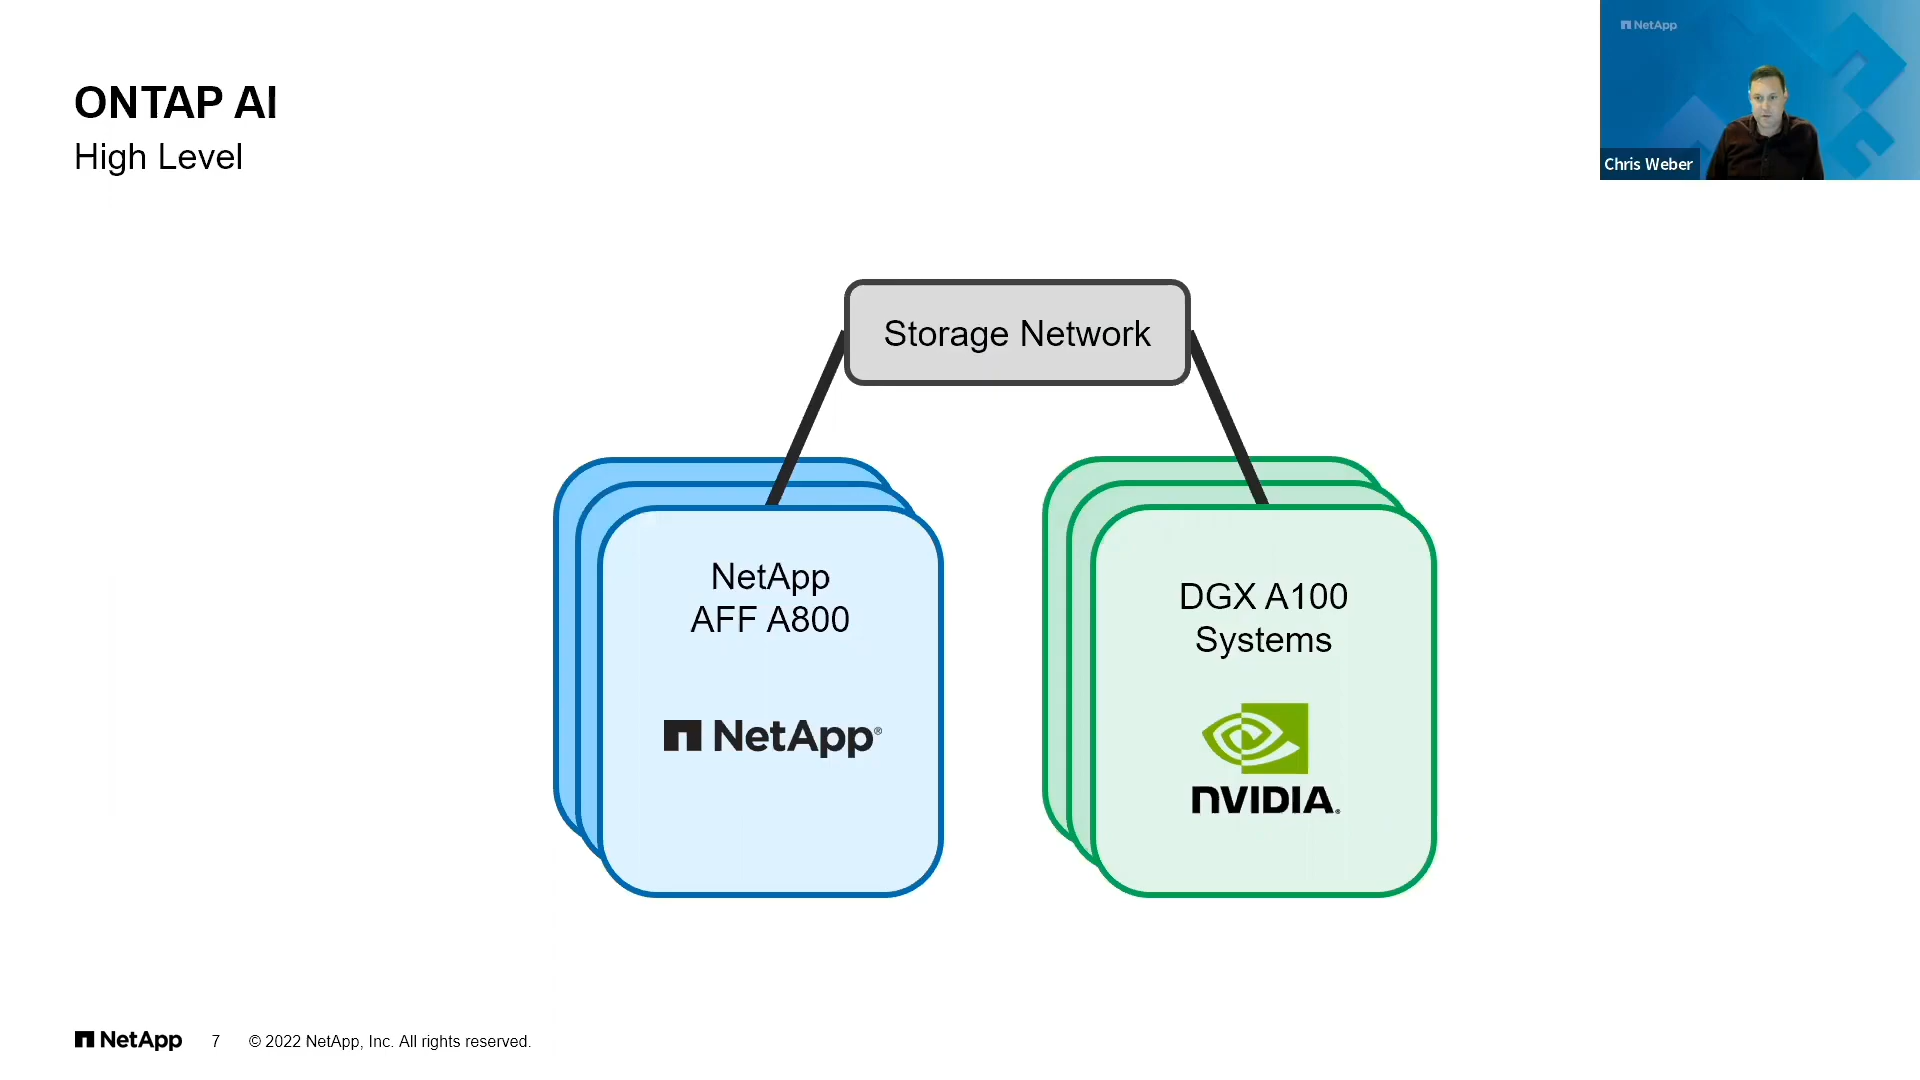 ONTAP AI
High Level
NetApp
Chris Weber
Storage Network
NetApp
AFF A800
NetApp®
DGX A100
Systems
NVIDIA®
NetApp
7
© 2022 NetApp, Inc. All rights reserved.